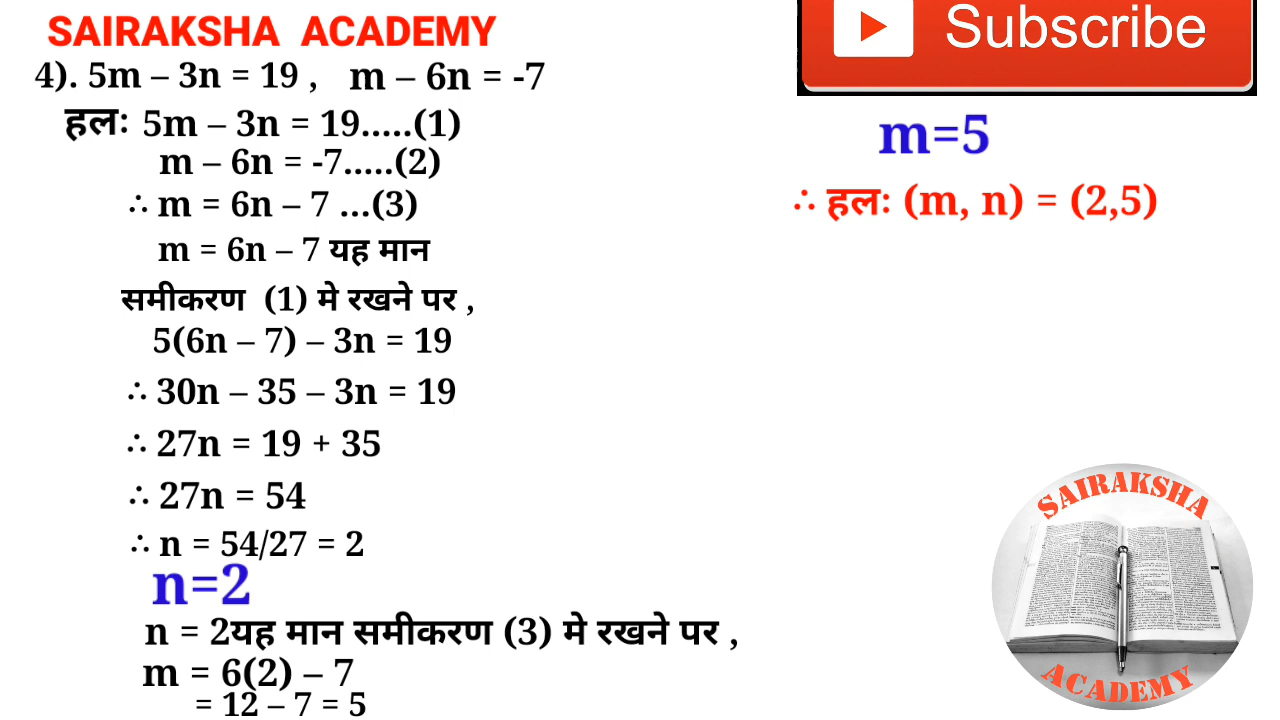 SAIRAKSHA ACADEMY
4). 5m – 3n = 19 , m – 6n = -7
हलः 5m – 3n = 19.....(1)
m – 6n = -7.....(2)
∴ m = 6n – 7 ...(3)
m = 6n – 7 यह मान
समीकरण (1) मे रखने पर ,
5(6n – 7) – 3n = 19
∴ 30n – 35 – 3n = 19
∴ 27n = 19 + 35
∴ 27n = 54
∴ n = 54/27 = 2
n=2
n = 2यह मान समीकरण (3) मे रखने पर ,
m = 6(2) – 7
= 12 – 7 = 5
Subscribe
m=5
∴ हलः (m, n) = (2,5)
SAIRAKSHA
ACADEMY